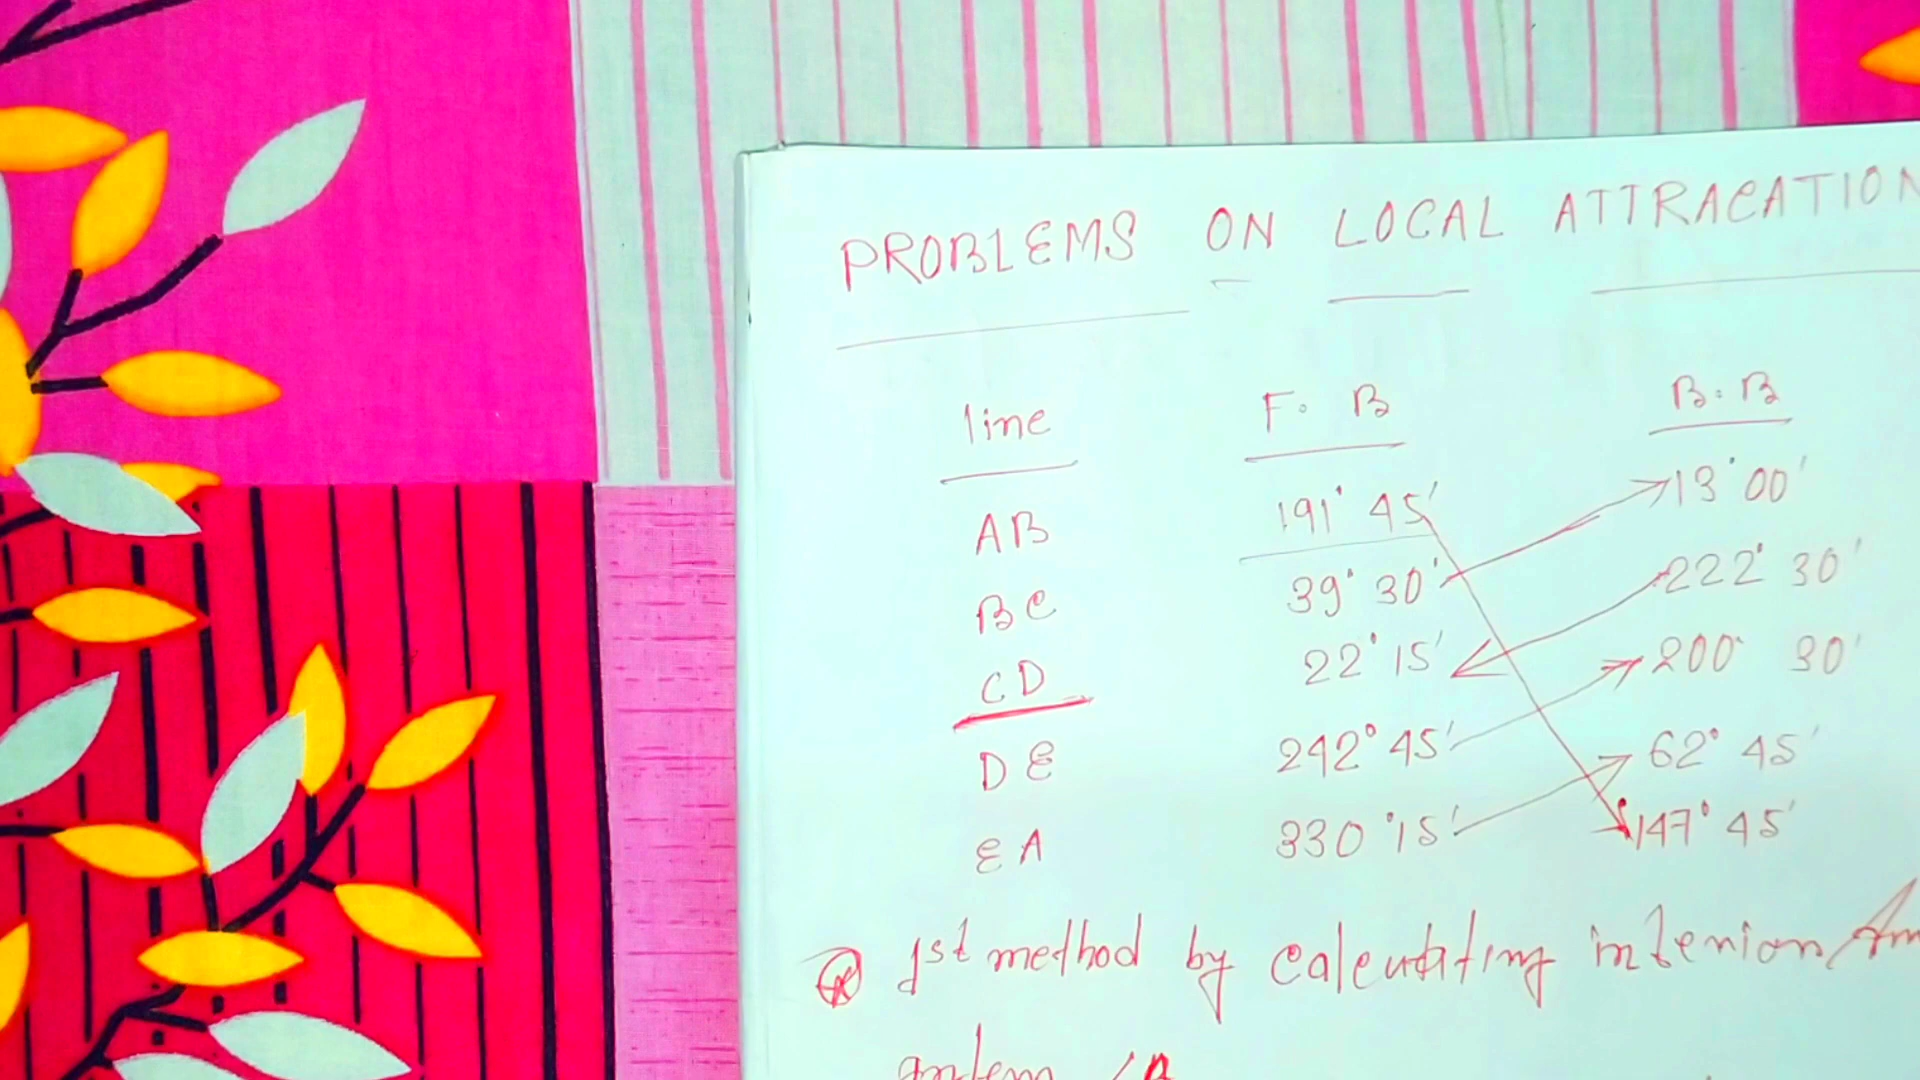 PROBLEMS ON LOCAL ATTRACATION
line F. B B. B
AB 191° 45' 13° 00'
BC 39° 30' 222° 30'
CD 22° 15' 200° 30'
DE 242° 45' 62° 45'
EA 330° 15' 147° 45'
1st method by calculating